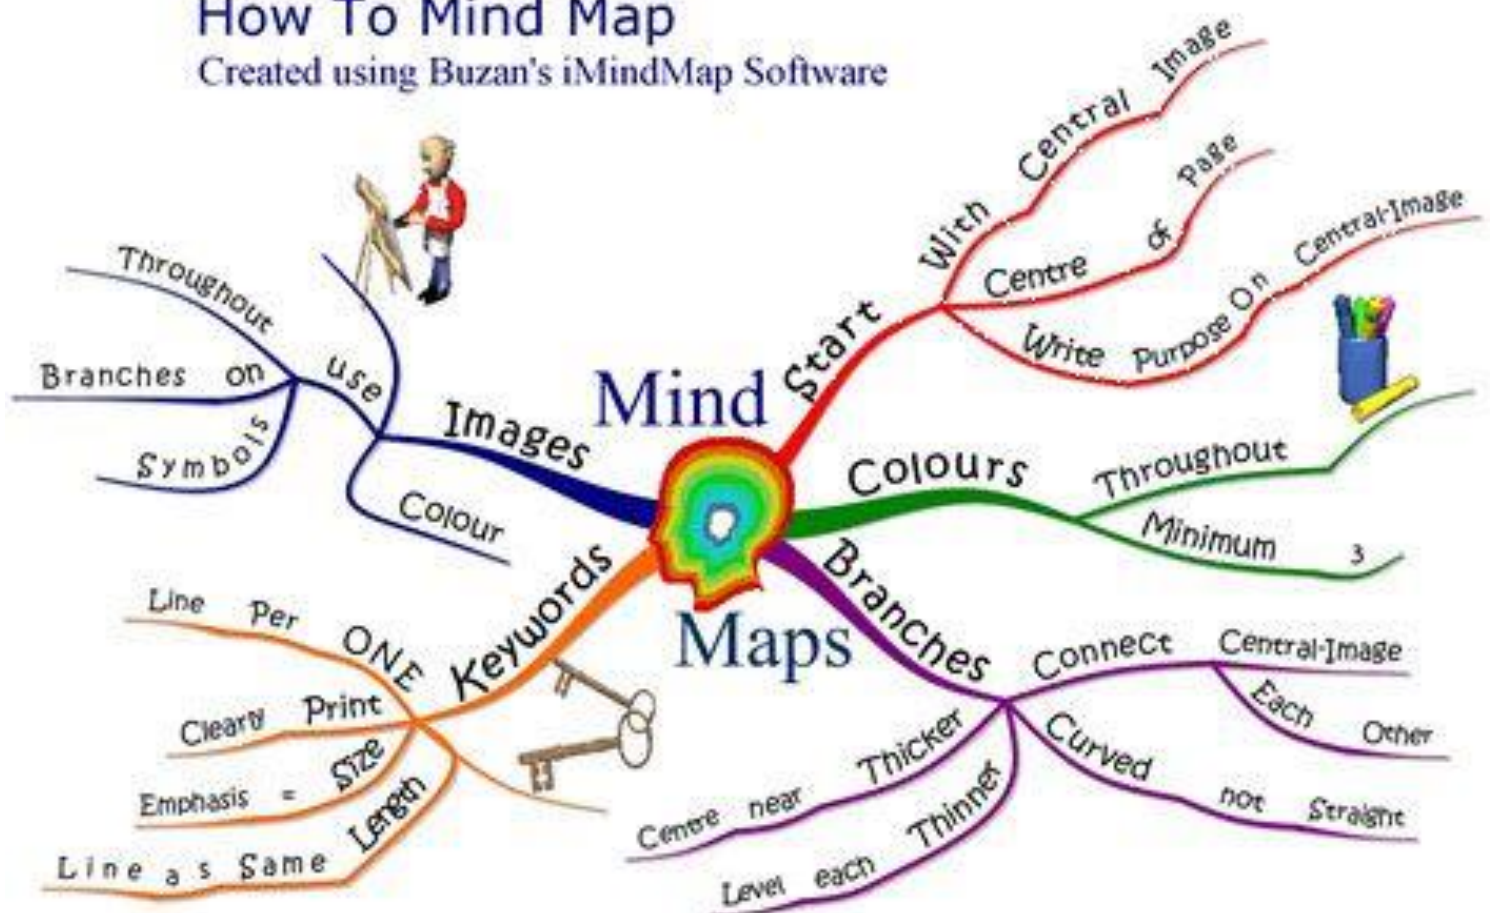 How To Mind Map
Created using Buzan's iMindMap Software
Mind
Maps
Start
With Central Image
Centre of Page
Write Purpose On Central-Image
Colours
Throughout
Minimum 3
Branches
Connect
Central-Image
Each Other
Curved not Straight
Thinner
Level each
Thicker
Centre near
Keywords
ONE
Line Per
Print
Clearly
Size
Emphasis =
Length
Line as Same
Images
use
Throughout
Branches on
Symbols
Colour